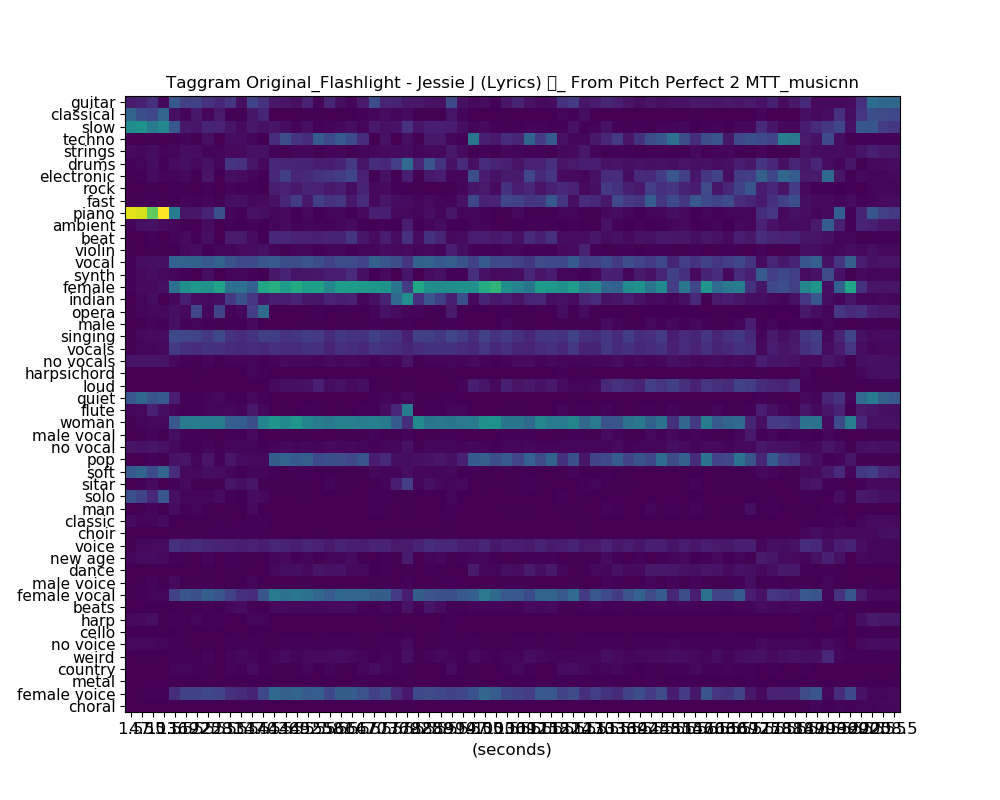 Taggram Original_Flashlight - Jessie J (Lyrics) _ From Pitch Perfect 2 MTT_musicnn
guitar
classical
slow
techno
strings
drums
electronic
rock
fast
piano
ambient
beat
violin
vocal
synth
female
indian
opera
male
singing
vocals
no vocals
harpsichord
loud
quiet
flute
woman
male vocal
no vocal
pop
soft
sitar
solo
man
classic
choir
voice
new age
dance
male voice
female vocal
beats
harp
cello
no voice
weird
country
metal
female voice
choral
(seconds)